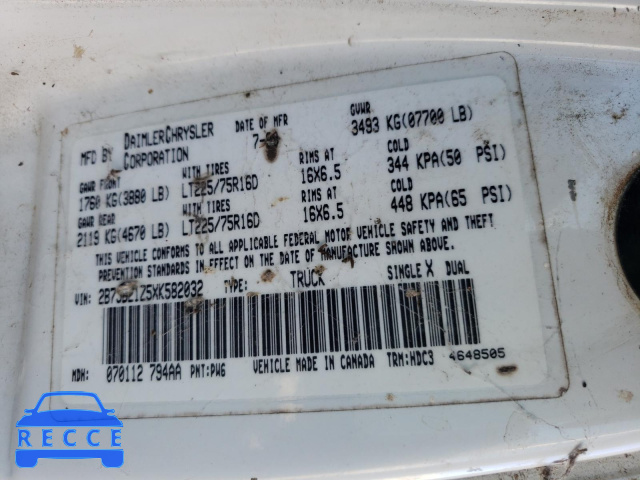 MFD BY DAIMLERCHRYSLER CORPORATION
DATE OF MFR 7-
GVWR 3493 KG(07700 LB)
GAWR FRONT WITH TIRES RIMS AT COLD
1760 KG(3880 LB) LT225/75R16D 16X6.5 344 KPA(50 PSI)
GAWR REAR WITH TIRES RIMS AT COLD
2119 KG(4670 LB) LT225/75R16D 16X6.5 448 KPA(65 PSI)
THIS VEHICLE CONFORMS TO ALL APPLICABLE FEDERAL MOTOR VEHICLE SAFETY AND THEFT
PREVENTION STANDARDS IN EFFECT ON THE DATE OF MANUFACTURE SHOWN ABOVE.
VIN: TYPE: TRUCK SINGLE X DUAL
MDH: 070112 794AA PNT:PW6 VEHICLE MADE IN CANADA TRM:HDC3 4648505
RECCE